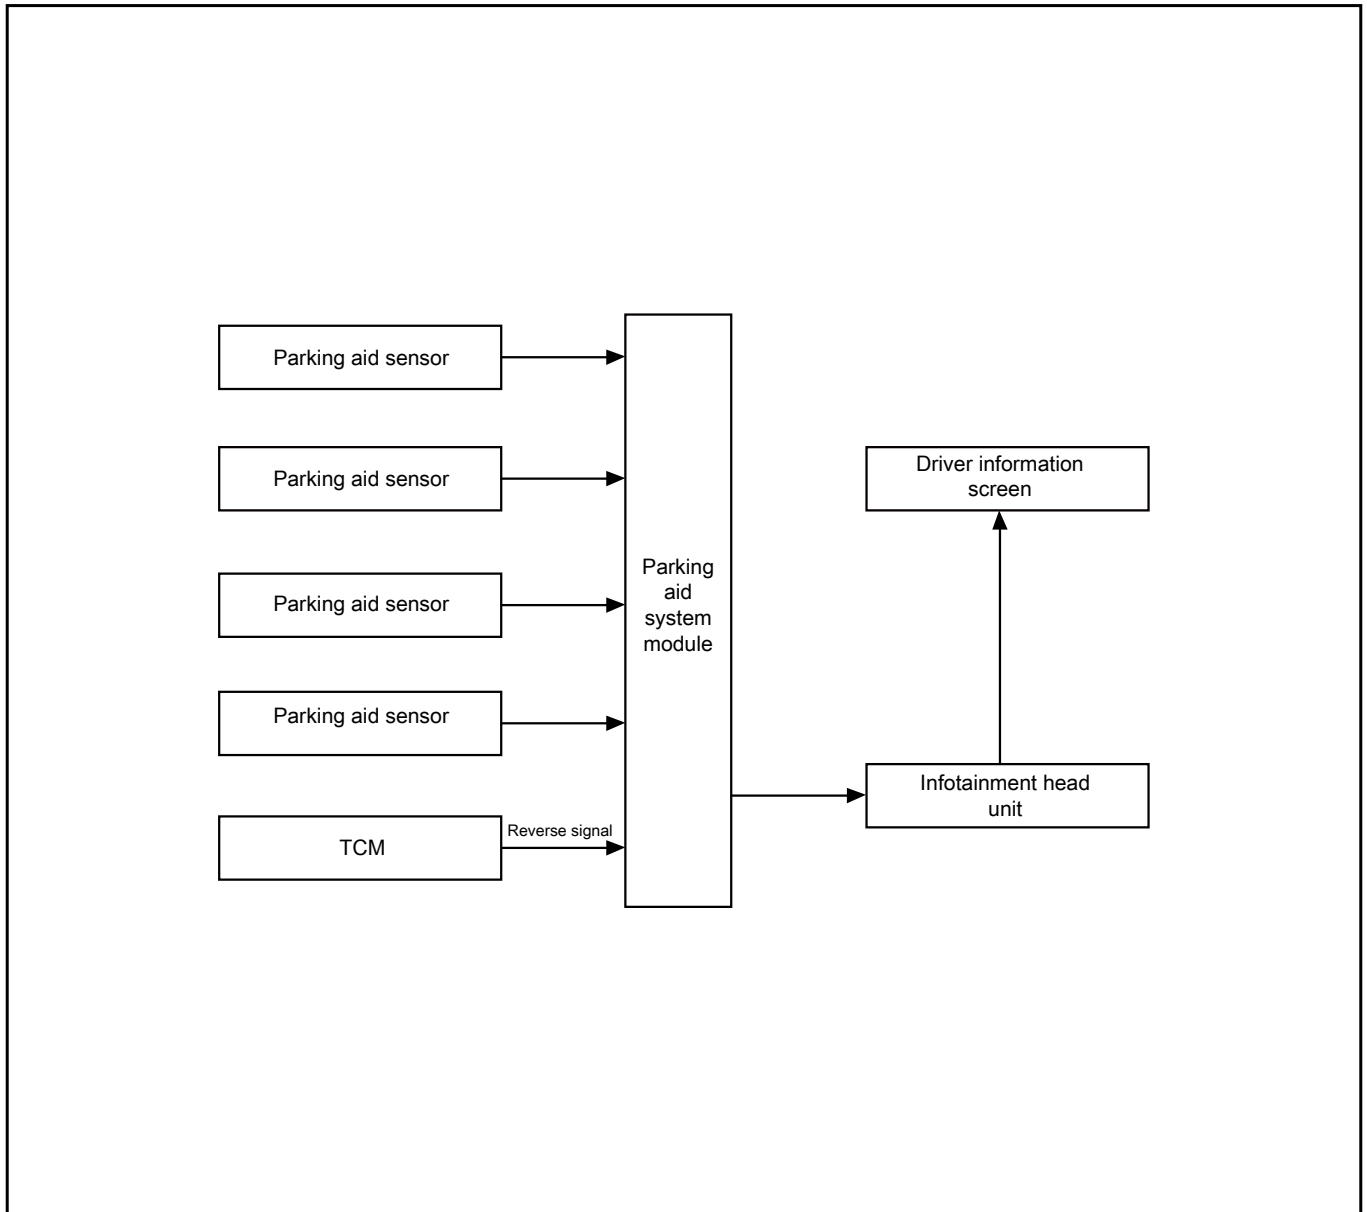 Parking aid sensor
Parking aid sensor
Parking aid sensor
Parking aid sensor
TCM
Reverse signal
Parking
aid
system
module
Driver information
screen
Infotainment head
unit